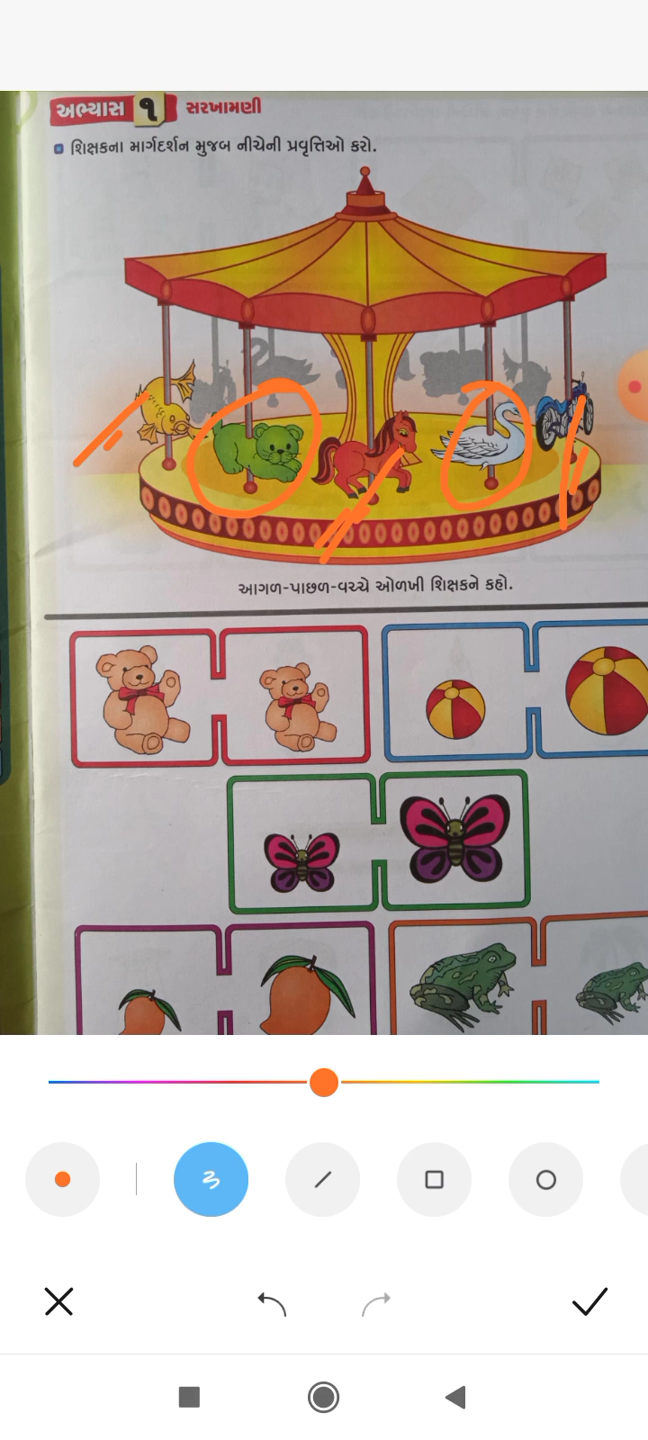 અભ્યાસ ૧ સરખામણી
શિક્ષકના માર્ગદર્શન મુજબ નીચેની પ્રવૃત્તિઓ કરો.
આગળ-પાછળ-વચ્ચે ઓળખી શિક્ષકને કહો.